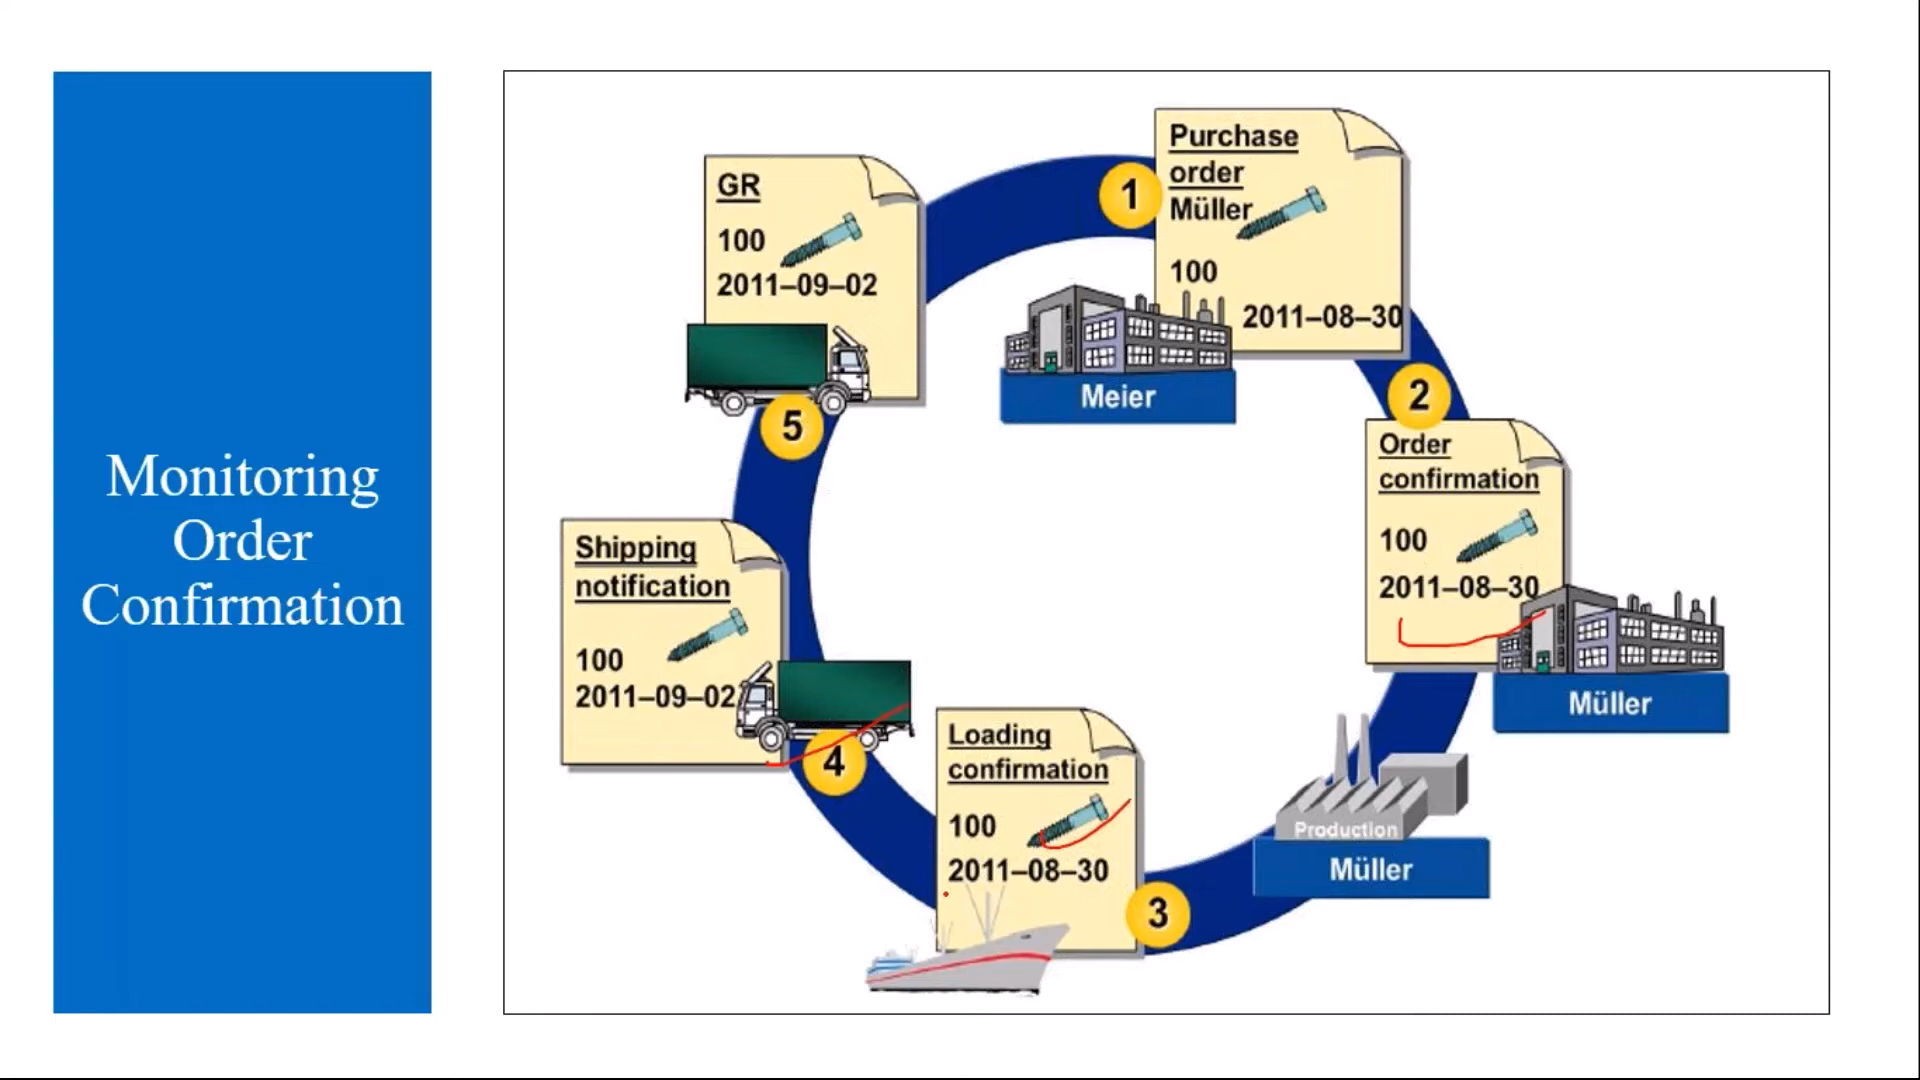 Monitoring
Order
Confirmation
1
Purchase
order
Müller
100
2011–08–30
Meier
2
Order
confirmation
100
2011–08–30
Müller
Production
Müller
3
Loading
confirmation
100
2011–08–30
4
Shipping
notification
100
2011–09–02
5
GR
100
2011–09–02